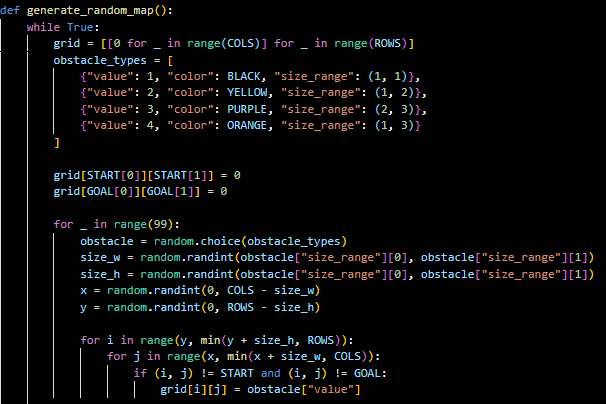 def generate_random_map():
    while True:
        grid = [[0 for _ in range(COLS)] for _ in range(ROWS)]
        obstacle_types = [
            {"value": 1, "color": BLACK, "size_range": (1, 1)},
            {"value": 2, "color": YELLOW, "size_range": (1, 2)},
            {"value": 3, "color": PURPLE, "size_range": (2, 3)},
            {"value": 4, "color": ORANGE, "size_range": (1, 3)}
        ]
        grid[START[0]][START[1]] = 0
        grid[GOAL[0]][GOAL[1]] = 0
        for _ in range(99):
            obstacle = random.choice(obstacle_types)
            size_w = random.randint(obstacle["size_range"][0], obstacle["size_range"][1])
            size_h = random.randint(obstacle["size_range"][0], obstacle["size_range"][1])
            x = random.randint(0, COLS - size_w)
            y = random.randint(0, ROWS - size_h)
            for i in range(y, min(y + size_h, ROWS)):
                for j in range(x, min(x + size_w, COLS)):
                    if (i, j) != START and (i, j) != GOAL:
                        grid[i][j] = obstacle["value"]